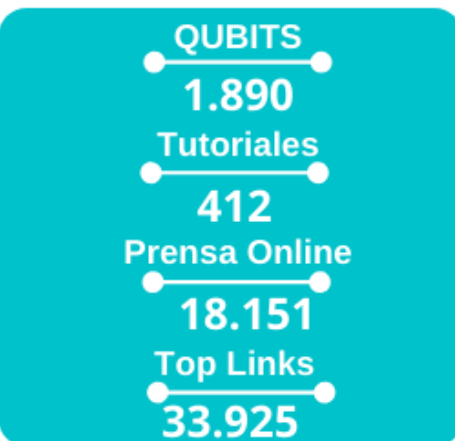 QUBITS
1.890
Tutoriales
412
Prensa Online
18.151
Top Links
33.925